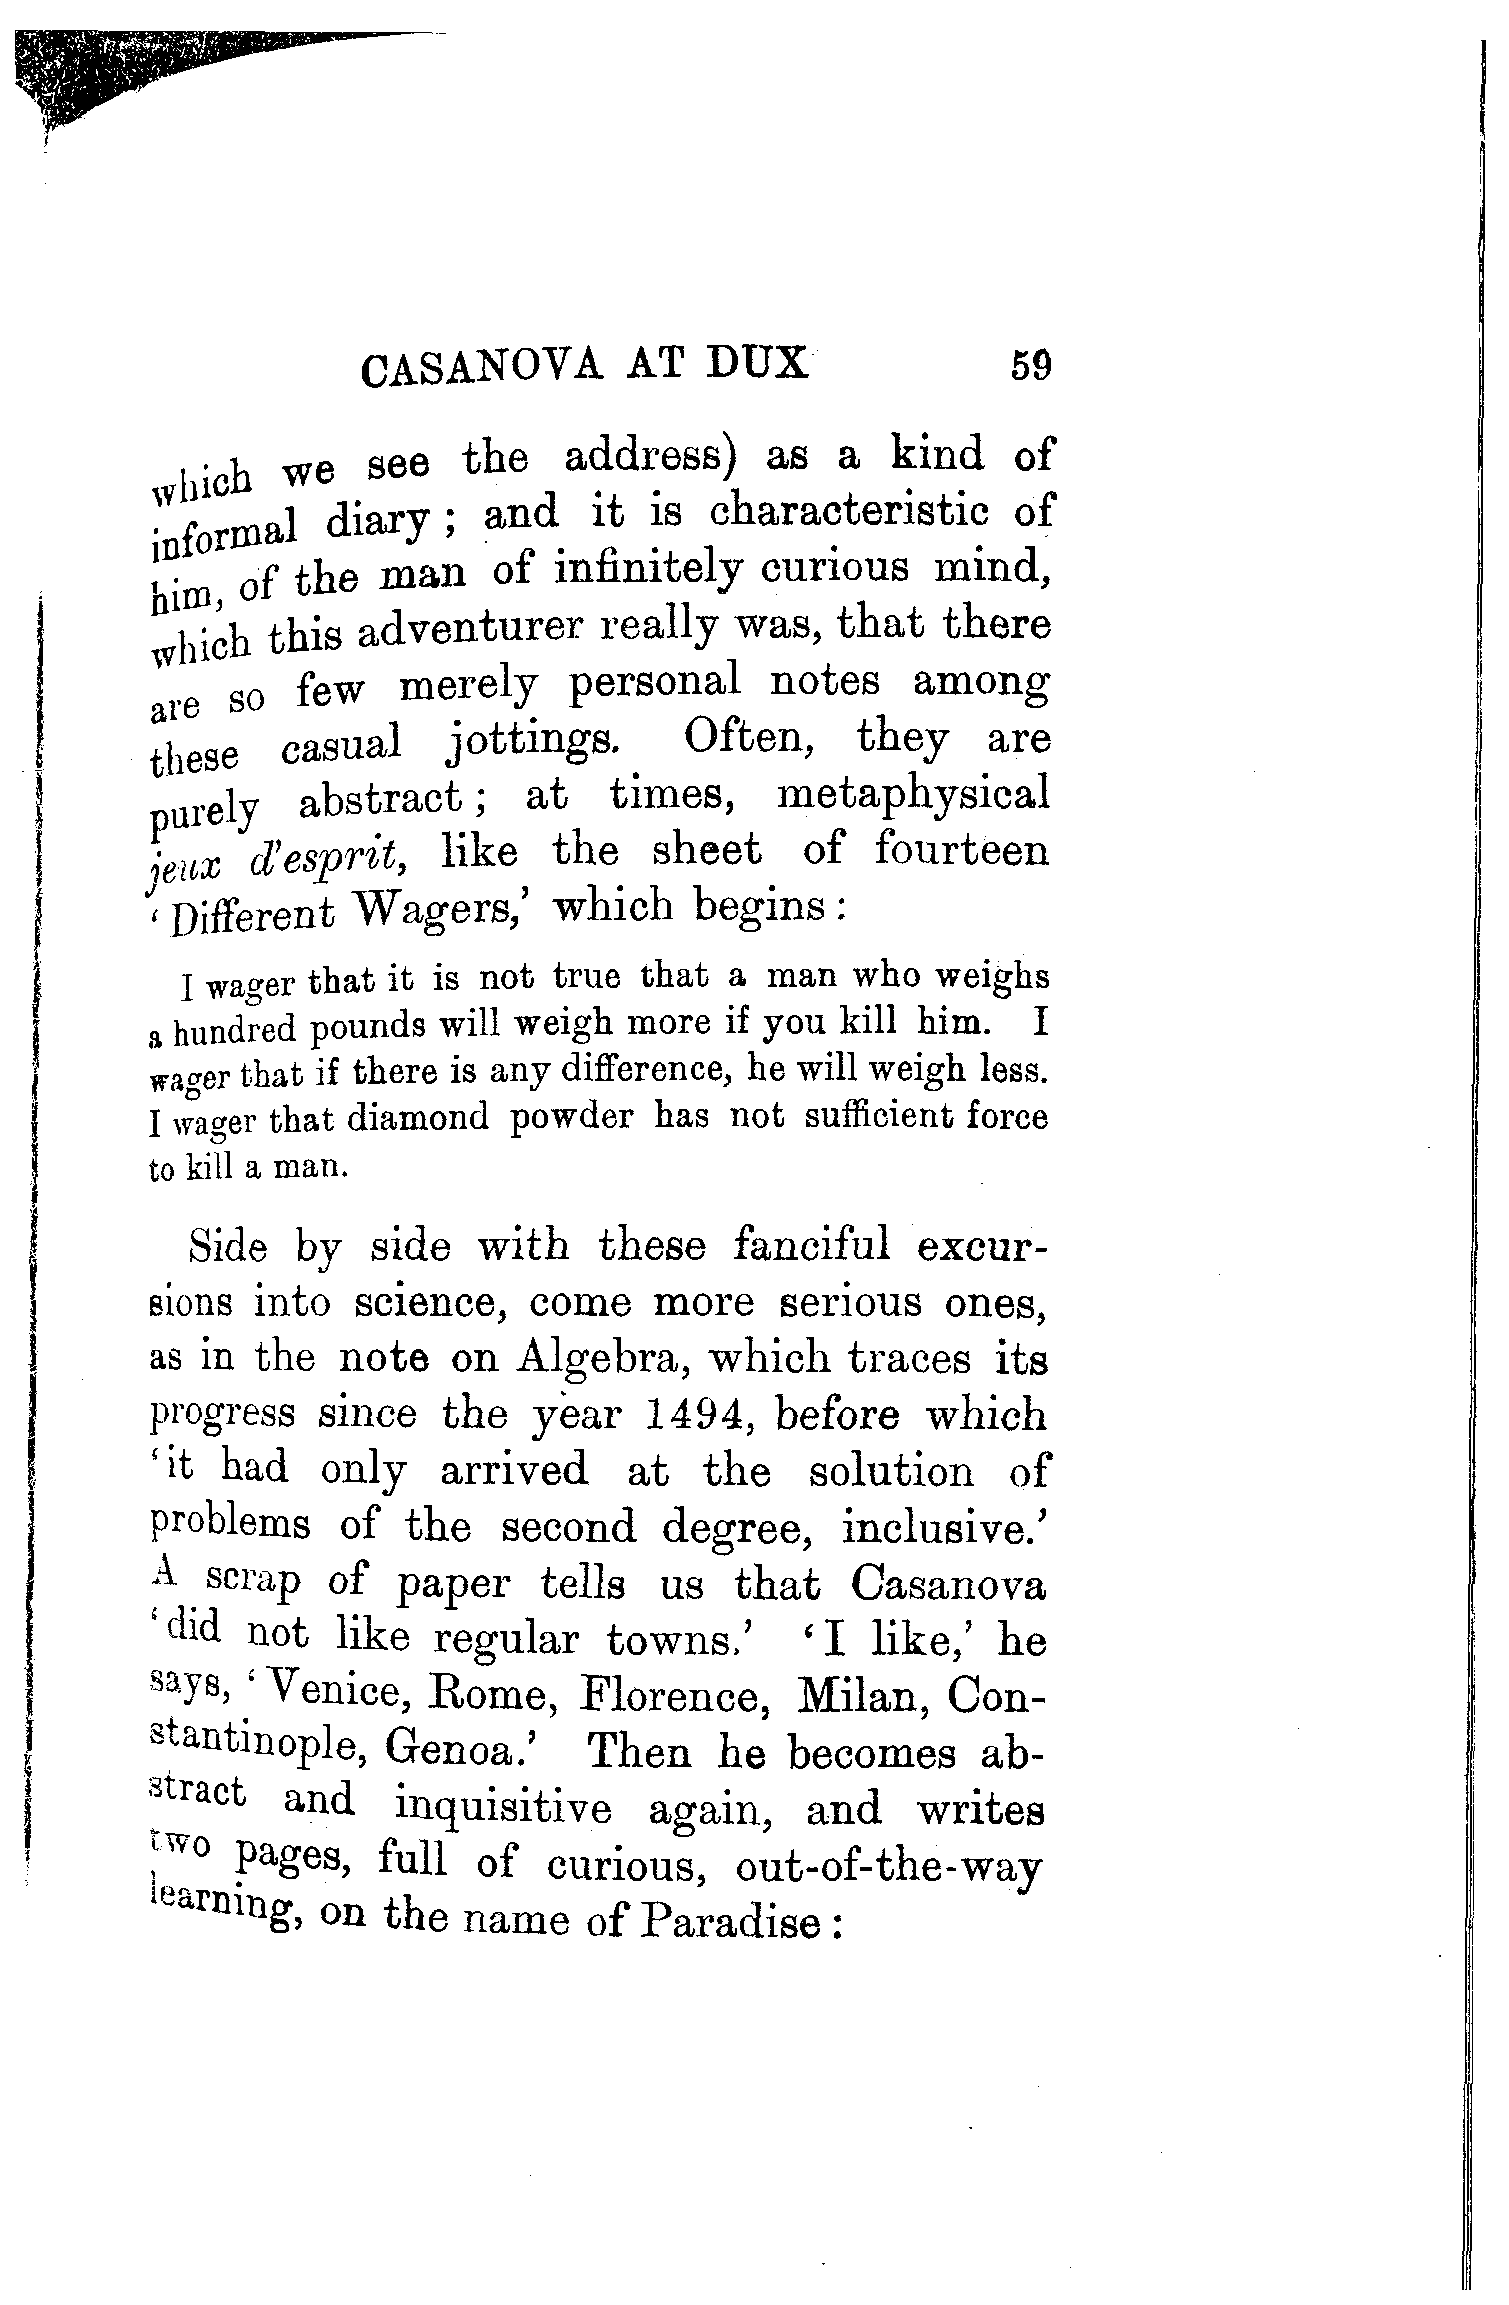 CASANOVA AT DUX 59
which we see the address) as a kind of
informal diary ; and it is characteristic of
him, of the man of infinitely curious mind,
which this adventurer really was, that there
are so few merely personal notes among
these casual jottings. Often, they are
purely abstract ; at times, metaphysical
jeux d'esprit, like the sheet of fourteen
‘ Different Wagers,’ which begins :
I wager that it is not true that a man who weighs
a hundred pounds will weigh more if you kill him. I
wager that if there is any difference, he will weigh less.
I wager that diamond powder has not sufficient force
to kill a man.
Side by side with these fanciful excur-
sions into science, come more serious ones,
as in the note on Algebra, which traces its
progress since the year 1494, before which
‘it had only arrived at the solution of
problems of the second degree, inclusive.’
A scrap of paper tells us that Casanova
‘did not like regular towns.’ ‘I like,’ he
says, ‘Venice, Rome, Florence, Milan, Con-
stantinople, Genoa.’ Then he becomes ab-
stract and inquisitive again, and writes
two pages, full of curious, out-of-the-way
learning, on the name of Paradise :